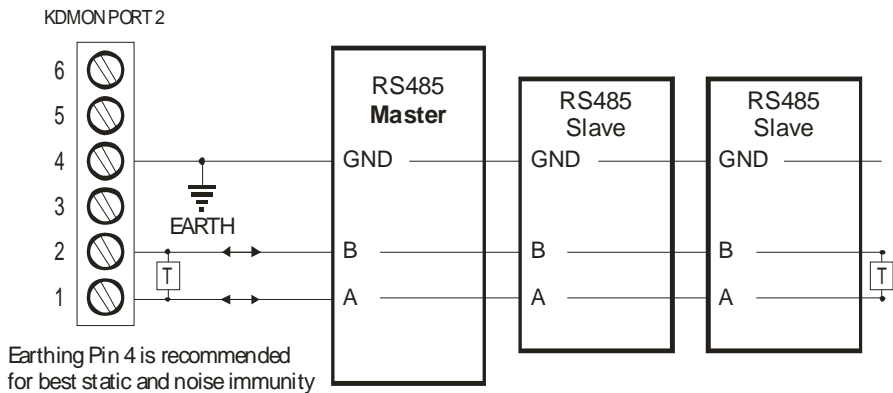 KDMON PORT 2
6
5
4
3
2
1
EARTH
T
RS485
Master
GND
B
A
RS485
Slave
GND
B
A
RS485
Slave
GND
B
A
T
Earthing Pin 4 is recommended
for best static and noise immunity